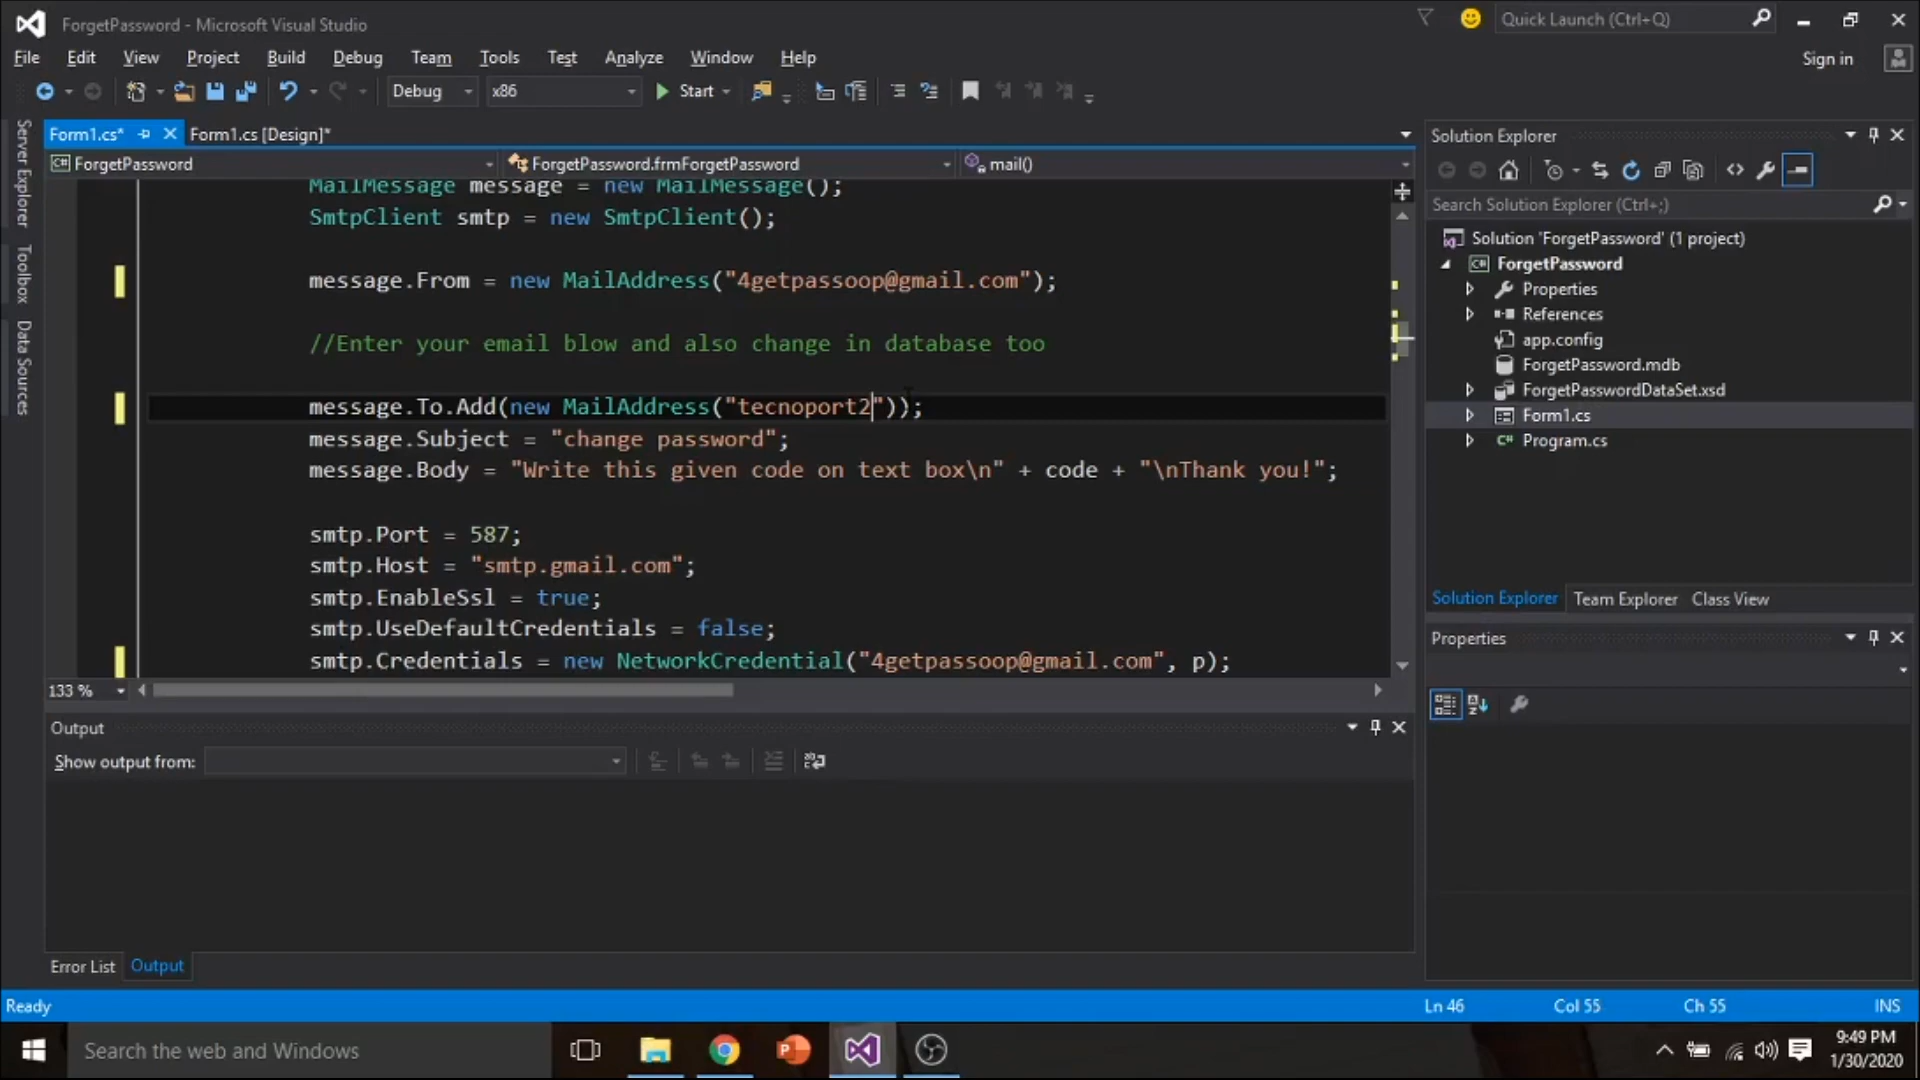 ForgetPassword - Microsoft Visual Studio
Quick Launch (Ctrl+Q)
File Edit View Project Build Debug Team Tools Test Analyze Window Help
Sign in
Debug x86 Start
Server Explorer
Toolbox
Data Sources
Form1.cs* Form1.cs [Design]*
ForgetPassword ForgetPassword.frmForgetPassword mail()
MailMessage message = new MailMessage();
SmtpClient smtp = new SmtpClient();
message.From = new MailAddress("4getpassoop@gmail.com");
//Enter your email blow and also change in database too
message.To.Add(new MailAddress("tecnoport2"));
message.Subject = "change password";
message.Body = "Write this given code on text box\n" + code + "\nThank you!";
smtp.Port = 587;
smtp.Host = "smtp.gmail.com";
smtp.EnableSsl = true;
smtp.UseDefaultCredentials = false;
smtp.Credentials = new NetworkCredential("4getpassoop@gmail.com", p);
133 %
Output
Show output from:
Error List Output
Solution Explorer
Search Solution Explorer (Ctrl+;)
Solution 'ForgetPassword' (1 project)
ForgetPassword
Properties
References
app.config
ForgetPassword.mdb
ForgetPasswordDataSet.xsd
Form1.cs
Program.cs
Solution Explorer Team Explorer Class View
Properties
Ready Ln 46 Col 55 Ch 55 INS
Search the web and Windows
9:49 PM
1/30/2020